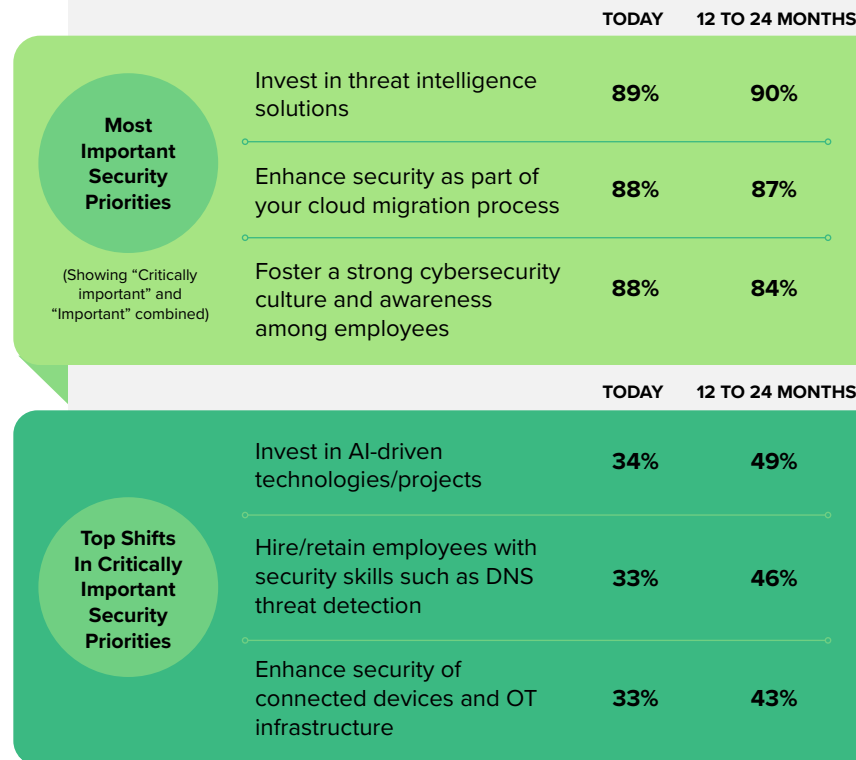 TODAY 12 TO 24 MONTHS
Most
Important
Security
Priorities
(Showing “Critically
important” and
“Important” combined)
Invest in threat intelligence
solutions
89% 90%
Enhance security as part of
your cloud migration process
88% 87%
Foster a strong cybersecurity
culture and awareness
among employees
88% 84%
TODAY 12 TO 24 MONTHS
Top Shifts
In Critically
Important
Security
Priorities
Invest in AI-driven
technologies/projects
34% 49%
Hire/retain employees with
security skills such as DNS
threat detection
33% 46%
Enhance security of
connected devices and OT
infrastructure
33% 43%